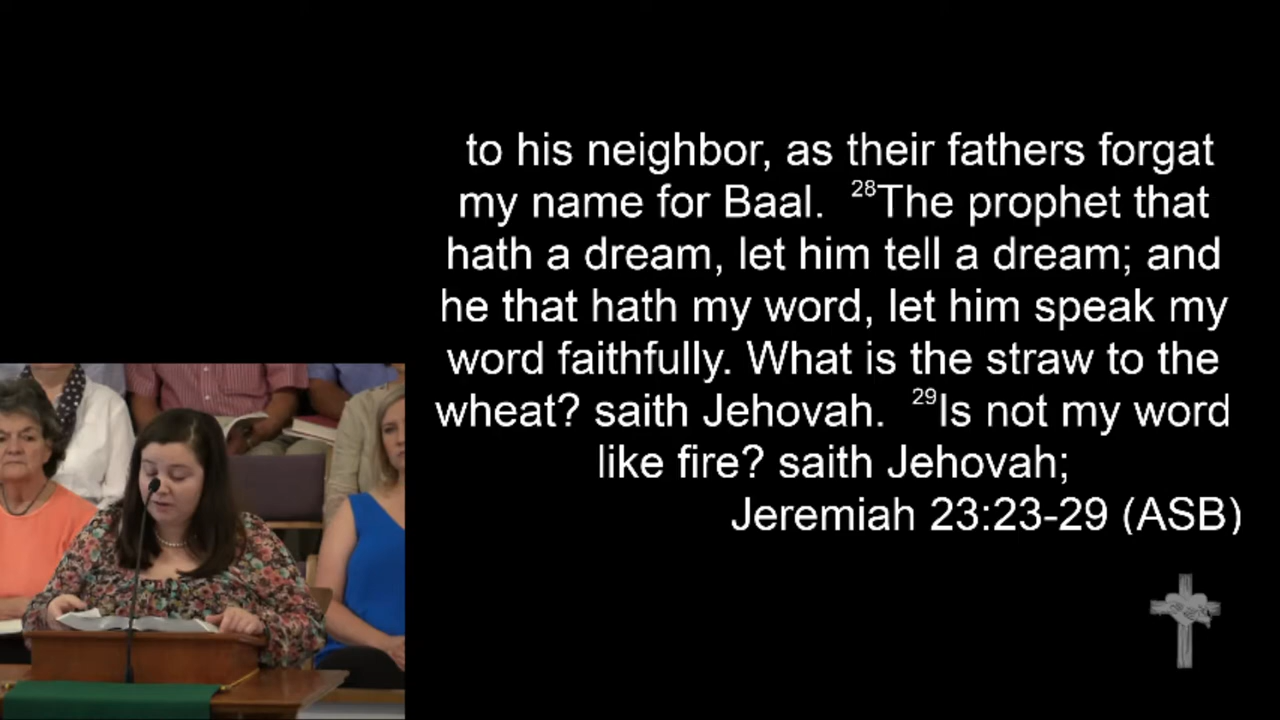 to his neighbor, as their fathers forgat
my name for Baal. 28The prophet that
hath a dream, let him tell a dream; and
he that hath my word, let him speak my
word faithfully. What is the straw to the
wheat? saith Jehovah. 29Is not my word
like fire? saith Jehovah;
Jeremiah 23:23-29 (ASB)